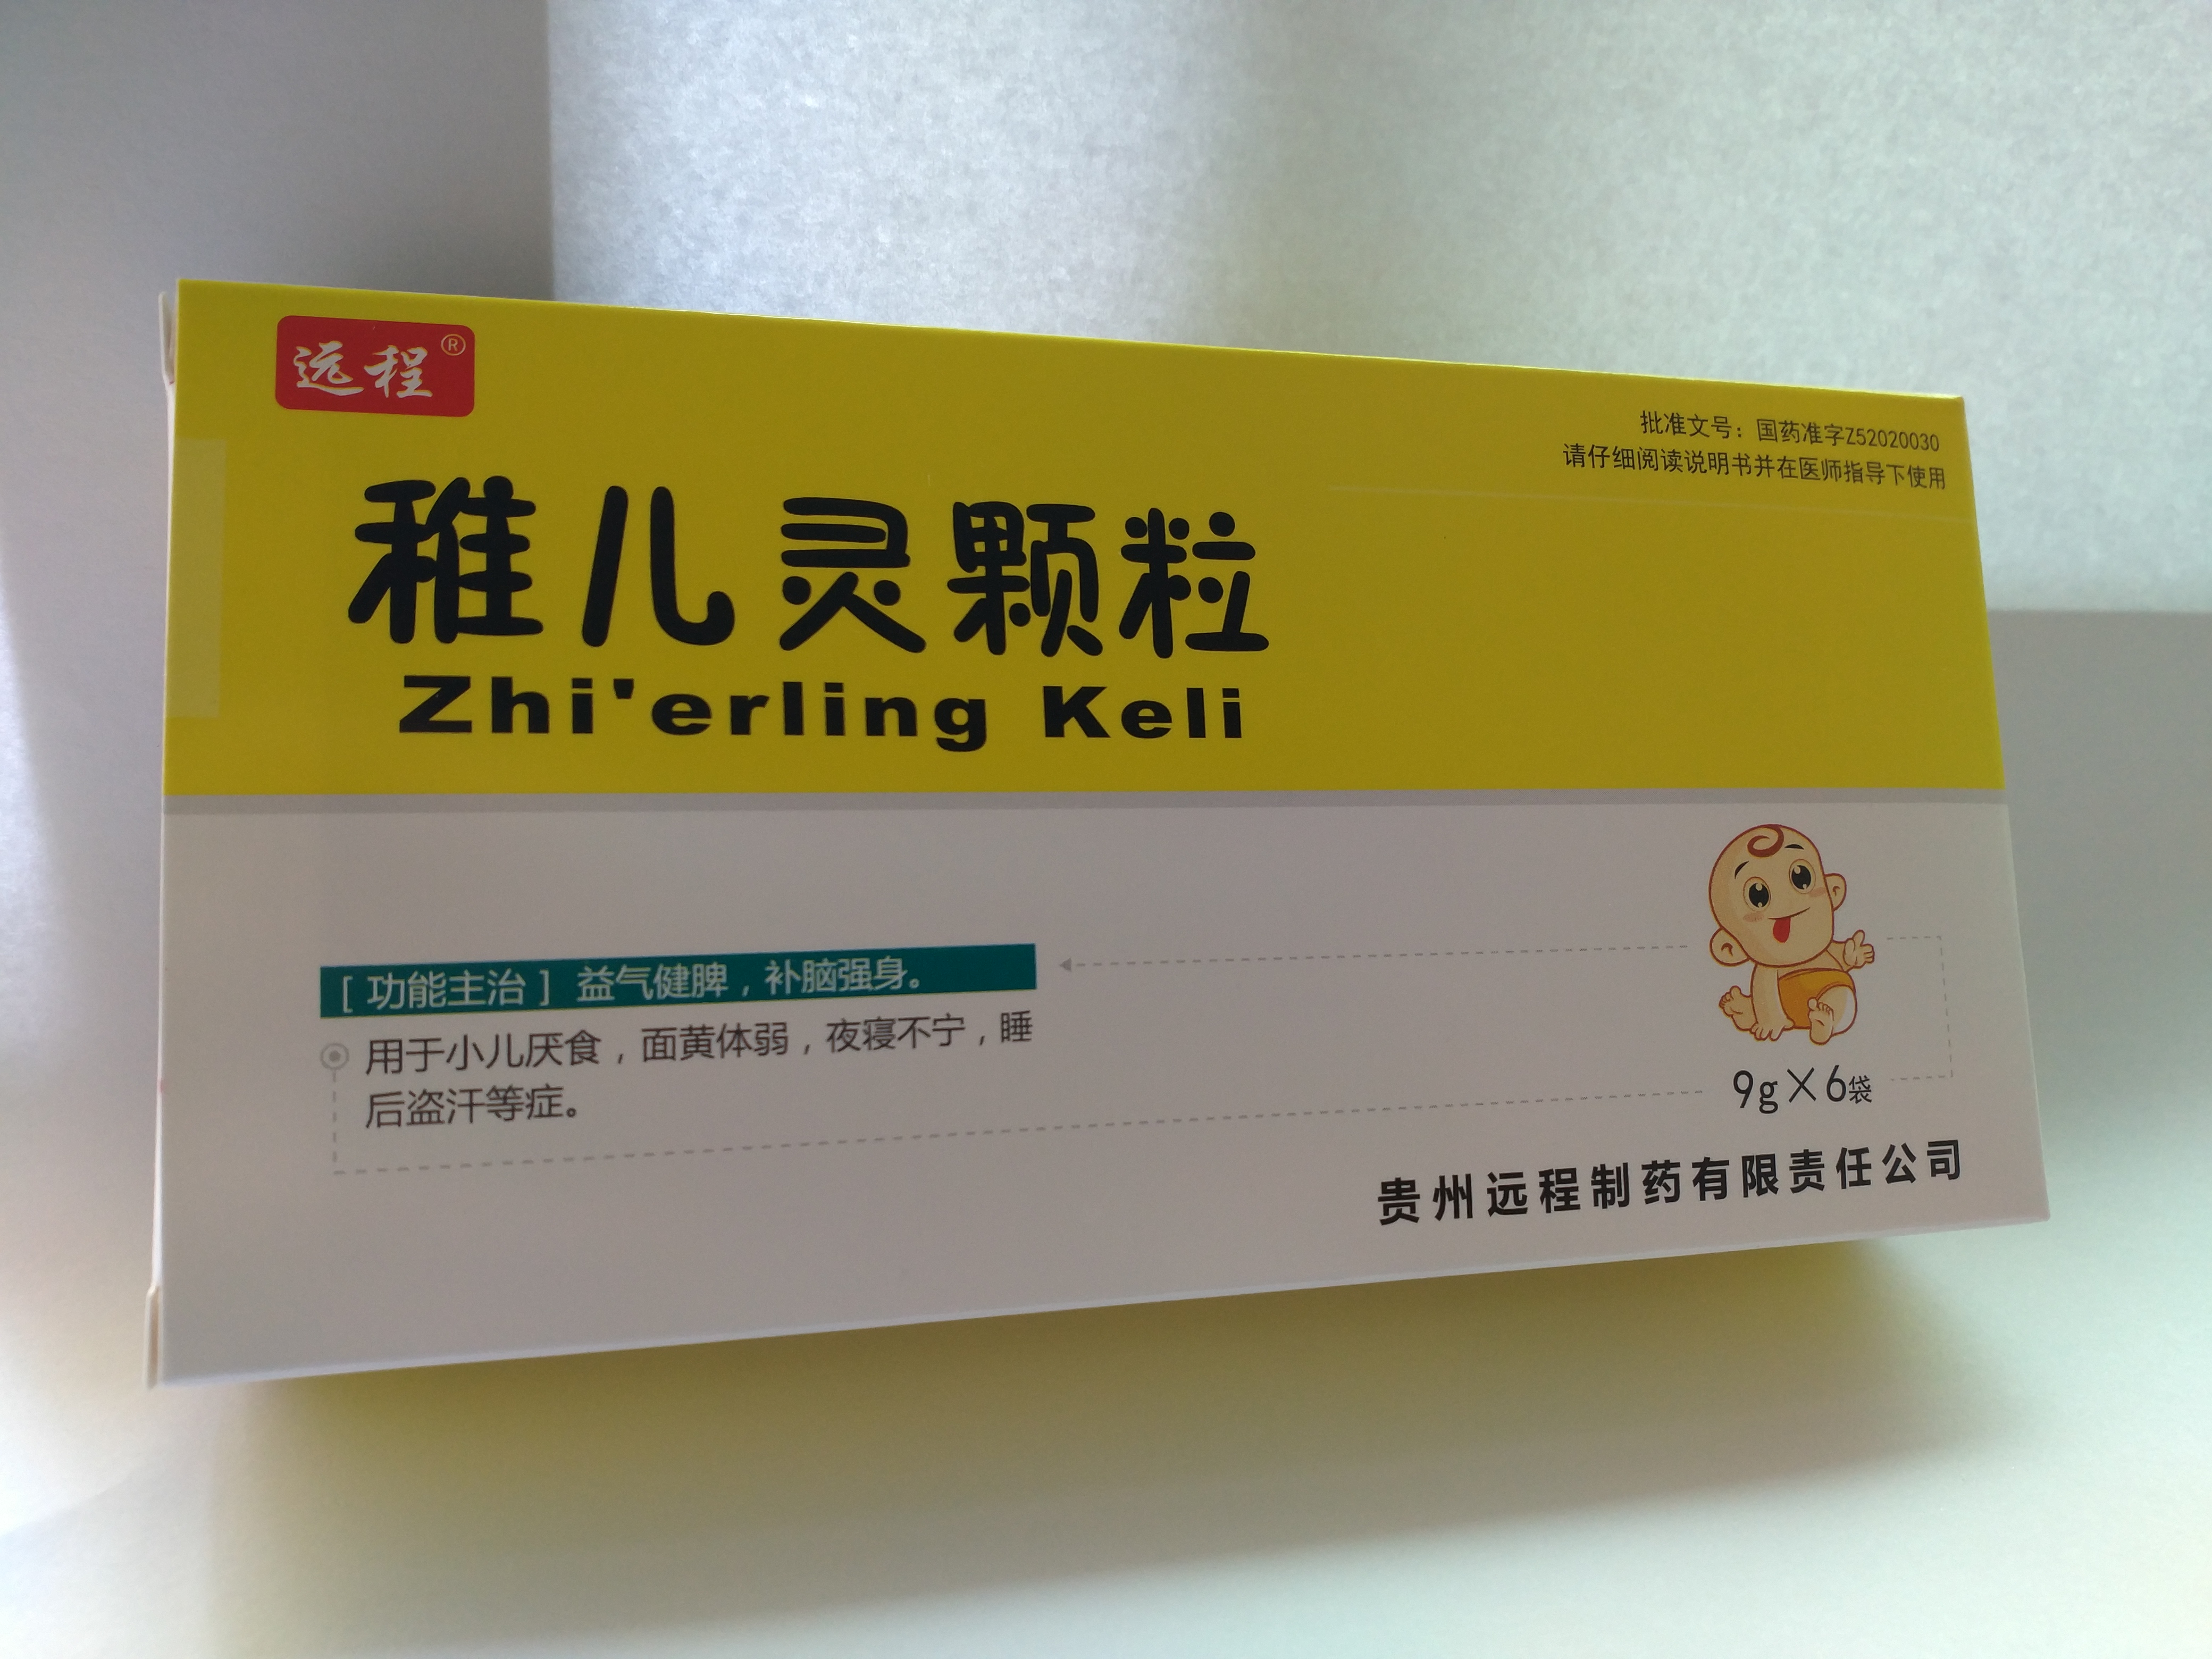 远程®
批准文号：国药准字Z52020030
请仔细阅读说明书并在医师指导下使用
稚儿灵颗粒
Zhi'erling Keli
[功能主治] 益气健脾，补脑强身。
用于小儿厌食，面黄体弱，夜寝不宁，睡
后盗汗等症。
9g×6袋
贵州远程制药有限责任公司